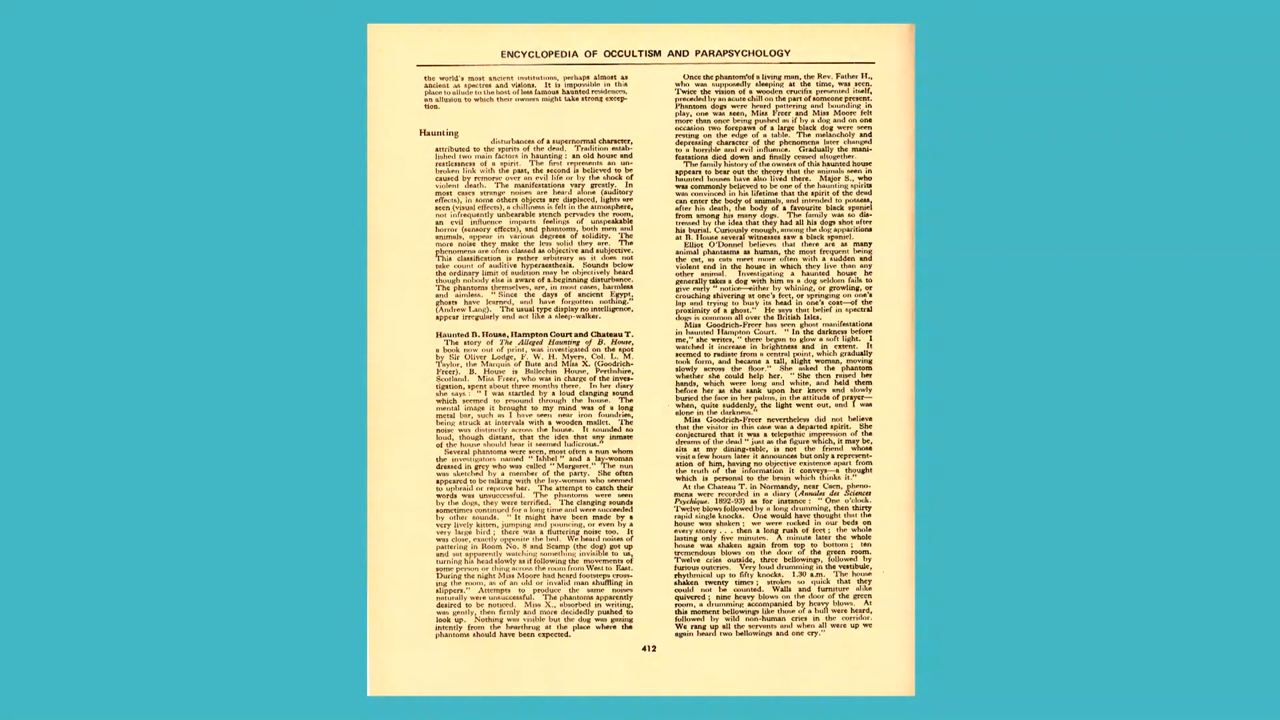 ENCYCLOPEDIA OF OCCULTISM AND PARAPSYCHOLOGY
the world's most ancient institutions, perhaps almost as
ancient as spectres and visions. It is impossible in this
place to allude to the host of less famous haunted residences,
an allusion to which their owners might take strong excep-
tion.
Haunting
disturbances of a supernormal character,
attributed to the spirits of the dead. Tradition estab-
lished two main factors in haunting : an old house and
restlessness of a spirit. The first represents an un-
broken link with the past, the second is believed to be
caused by remorse over an evil life or by the shock of
violent death. The manifestations vary greatly. In
most cases strange noises are heard alone (auditory
effects), in some others objects are displaced, lights are
seen (visual effects), a chilliness is felt in the atmosphere,
not infrequently unbearable stench pervades the room,
an evil influence imparts feelings of unspeakable
horror (sensory effects), and phantoms, both men and
animals, appear in various degrees of solidity. The
more noise they make the less solid they are. The
phenomena are often classed as objective and subjective.
This classification is rather arbitrary as it does not
take count of auditive hyperaesthesia. Sounds below
the ordinary limit of audition may be objectively heard
though nobody else is aware of a beginning disturbance.
The phantoms themselves, are, in most cases, harmless
and aimless. " Since the days of ancient Egypt,
ghosts have learned, and have forgotten nothing."
(Andrew Lang). The usual type display no intelligence,
appear irregularly and act like a sleep-walker.
Haunted B. House, Hampton Court and Chateau T.
The story of The Alleged Haunting of B. House,
a book now out of print, was investigated on the spot
by Sir Oliver Lodge, F. W. H. Myers, Col. L. M.
Taylor, the Marquis of Bute and Miss X. (Goodrich-
Freer). B. House is Ballechin House, Perthshire,
Scotland. Miss Freer, who was in charge of the inves-
tigation, spent about three months there. In her diary
she says : " I was startled by a loud clanging sound
which seemed to resound through the house. The
mental image it brought to my mind was of a long
metal bar, such as I have seen near iron foundries,
being struck at intervals with a wooden mallet. The
noise was distinctly across the house. It sounded so
loud, though distant, that the idea that any inmate
of the house should hear it seemed ludicrous."
Several phantoms were seen, most often a nun whom
the investigators named " Ishbel " and a lay-woman
dressed in grey who was called " Margaret." The nun
was sketched by a member of the party. She often
appeared to be talking with the lay-woman who seemed
to upbraid or reprove her. The attempt to catch their
words was unsuccessful. The phantoms were seen
by the dogs, they were terrified. The clanging sounds
sometimes continued for a long time and were succeeded
by other sounds. " It might have been made by a
very lively kitten, jumping and pouncing, or even by a
very large bird ; there was a fluttering noise too. It
was close, exactly opposite the bed. We heard noises of
pattering in Room No. 8 and Scamp (the dog) got up
and sat apparently watching something invisible to us,
turning his head slowly as if following the movements of
some person or thing across the room from West to East.
During the night Miss Moore had heard footsteps cross-
ing the room, as of an old or invalid man shuffling in
slippers." Attempts to produce the same noises
naturally were unsuccessful. The phantoms apparently
desired to be noticed. Miss X., absorbed in writing,
was gently, then firmly and more decidedly pushed to
look up. Nothing was visible but the dog was gazing
intently from the hearthrug at the place where the
phantoms should have been expected.
Once the phantom of a living man, the Rev. Father H.,
who was supposedly sleeping at the time, was seen.
Twice the vision of a wooden crucifix presented itself,
preceded by an acute chill on the part of someone present.
Phantom dogs were heard pattering and bounding in
play, one was seen, Miss Freer and Miss Moore felt
more than once being pushed as if by a dog and on one
occasion two forepaws of a large black dog were seen
resting on the edge of a table. The melancholy and
depressing character of the phenomena later changed
to a horrible and evil influence. Gradually the mani-
festations died down and finally ceased altogether.
The family history of the owners of this haunted house
appears to bear out the theory that the animals seen in
haunted houses have also lived there. Major S., who
was commonly believed to be one of the haunting spirits
was convinced in his lifetime that the spirit of the dead
can enter the body of animals, and intended to possess,
after his death, the body of a favourite black spaniel
from among his many dogs. The family was so dis-
tressed by the idea that they had all his dogs shot after
his burial. Curiously enough, among the dog apparitions
at B. House several witnesses saw a black spaniel.
Elliot O'Donnel believes that there are as many
animal phantasms as human, the most frequent being
the cat, as cats meet more often with a sudden and
violent end in the house in which they live than any
other animal. Investigating a haunted house he
generally takes a dog with him as a dog seldom fails to
give early " notice—either by whining, or growling, or
crouching shivering at one's feet, or springing on one's
lap and trying to bury its head in one's coat—of the
proximity of a ghost." He says that belief in spectral
dogs is common all over the British Isles.
Miss Goodrich-Freer has seen ghost manifestations
in haunted Hampton Court. " In the darkness before
me," she writes, " there began to glow a soft light. I
watched it increase in brightness and in extent. It
seemed to radiate from a central point, which gradually
took form, and became a tall, slight woman, moving
slowly across the floor." She asked the phantom
whether she could help her. " She then raised her
hands, which were long and white, and held them
before her as she sank upon her knees and slowly
buried the face in her palms, in the attitude of prayer—
when, quite suddenly, the light went out, and I was
alone in the darkness."
Miss Goodrich-Freer nevertheless did not believe
that the visitor in this case was a departed spirit. She
conjectured that it was a telepathic impression of the
dreams of the dead " just as the figure which, it may be,
sits at my dining-table, is not the friend whose
visit a few hours later it announces but only a represent-
ation of him, having no objective existence apart from
the truth of the information it conveys—a thought
which is personal to the brain which thinks it."
At the Chateau T. in Normandy, near Caen, pheno-
mena were recorded in a diary (Annales des Sciences
Psychique. 1892-93) as for instance : " One o'clock.
Twelve blows followed by a long drumming, then thirty
rapid single knocks. One would have thought that the
house was shaken ; we were rocked in our beds on
every storey . . . then a long rush of feet ; the whole
lasting only five minutes. A minute later the whole
house was shaken again from top to bottom ; ten
tremendous blows on the door of the green room.
Twelve cries outside, three bellowings, followed by
furious outcries. Very loud drumming in the vestibule,
rhythmical up to fifty knocks. 1.30 a.m. The house
shaken twenty times ; strokes so quick that they
could not be counted. Walls and furniture alike
quivered ; nine heavy blows on the door of the green
room, a drumming accompanied by heavy blows. At
this moment bellowings like those of a bull were heard,
followed by wild non-human cries in the corridor.
We rang up all the servants and when all were up we
again heard two bellowings and one cry."
412